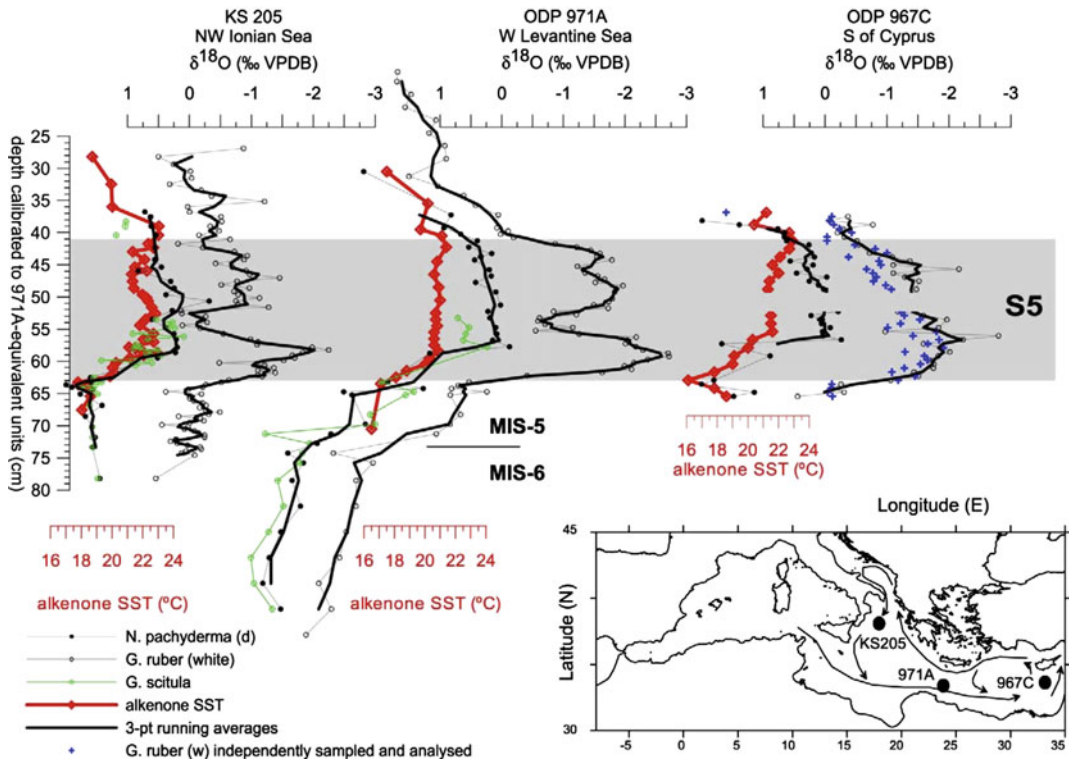 KS 205
NW Ionian Sea
δ18O (‰ VPDB)
1 0 -1 -2 -3
ODP 971A
W Levantine Sea
δ18O (‰ VPDB)
1 0 -1 -2 -3
ODP 967C
S of Cyprus
δ18O (‰ VPDB)
1 0 -1 -2 -3
depth calibrated to 971A-equivalent units (cm)
25
30
35
40
45
50
55
60
65
70
75
80
S5
MIS-5
MIS-6
16 18 20 22 24
alkenone SST (ºC)
16 18 20 22 24
alkenone SST (ºC)
16 18 20 22 24
alkenone SST (ºC)
N. pachyderma (d)
G. ruber (white)
G. scitula
alkenone SST
3-pt running averages
G. ruber (w) independently sampled and analysed
Longitude (E)
Latitude (N)
45
30
-5 0 5 10 15 20 25 30 35
KS205
971A
967C